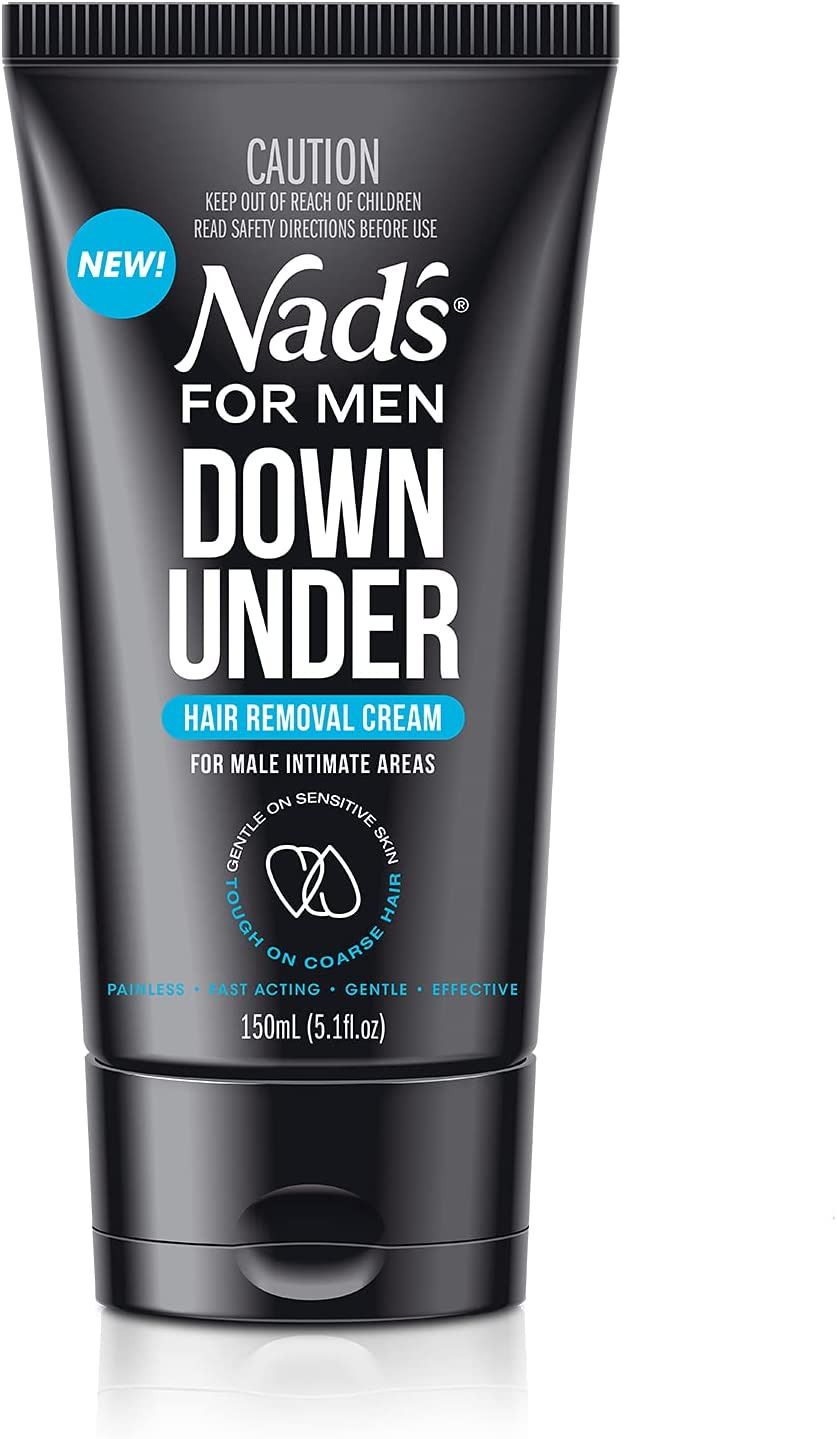 CAUTION
KEEP OUT OF REACH OF CHILDREN
READ SAFETY DIRECTIONS BEFORE USE
NEW!
Nad's®
FOR MEN
DOWN
UNDER
HAIR REMOVAL CREAM
FOR MALE INTIMATE AREAS
GENTLE ON SENSITIVE SKIN
TOUGH ON COARSE HAIR
PAINLESS • FAST ACTING • GENTLE • EFFECTIVE
150mL (5.1fl.oz)